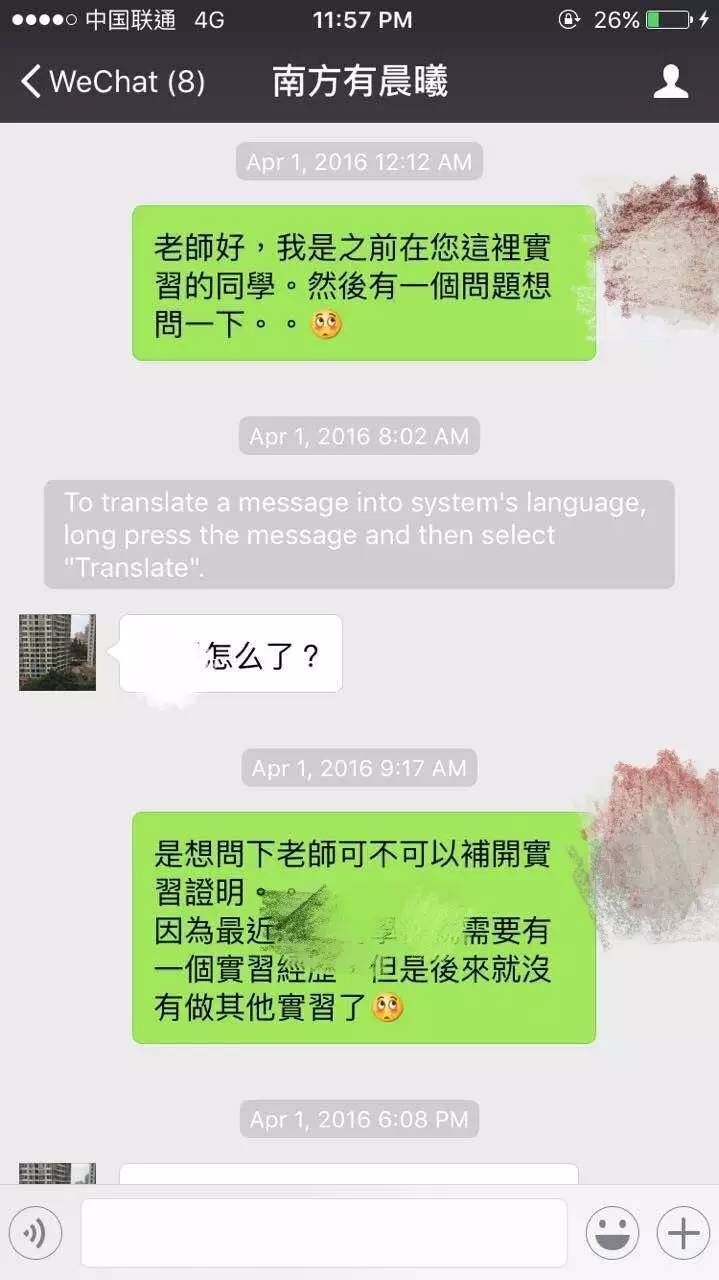 中国联通 4G 11:57 PM 26%
WeChat (8) 南方有晨曦
Apr 1, 2016 12:12 AM
老師好，我是之前在您這裡實
習的同學。然後有一個問題想
問一下。。
Apr 1, 2016 8:02 AM
To translate a message into system's language,
long press the message and then select
"Translate".
怎么了？
Apr 1, 2016 9:17 AM
是想問下老師可不可以補開實
習證明。。
因為最近 需要有
一個實習經歷， 但是後來就沒
有做其他實習了
Apr 1, 2016 6:08 PM